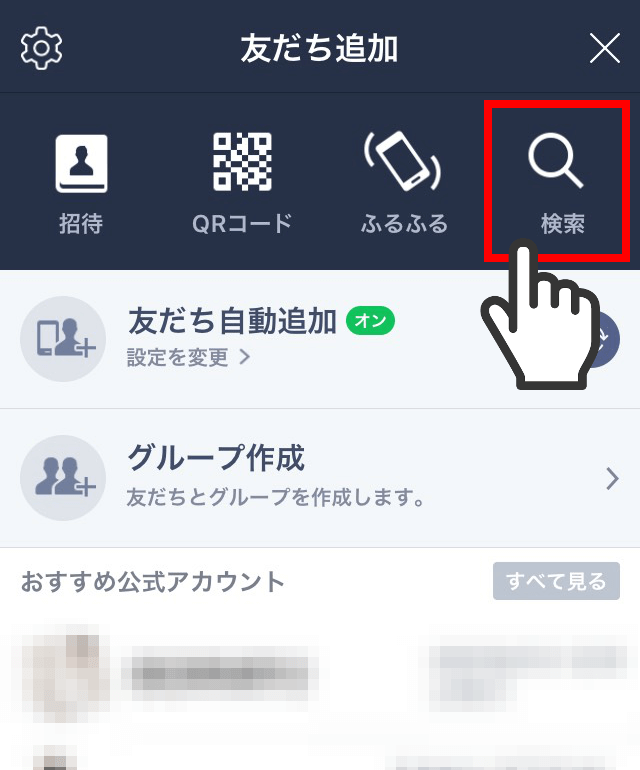 友だち追加
招待
QRコード
ふるふる
検索
友だち自動追加 オン
設定を変更
グループ作成
友だちとグループを作成します。
おすすめ公式アカウント
すべて見る